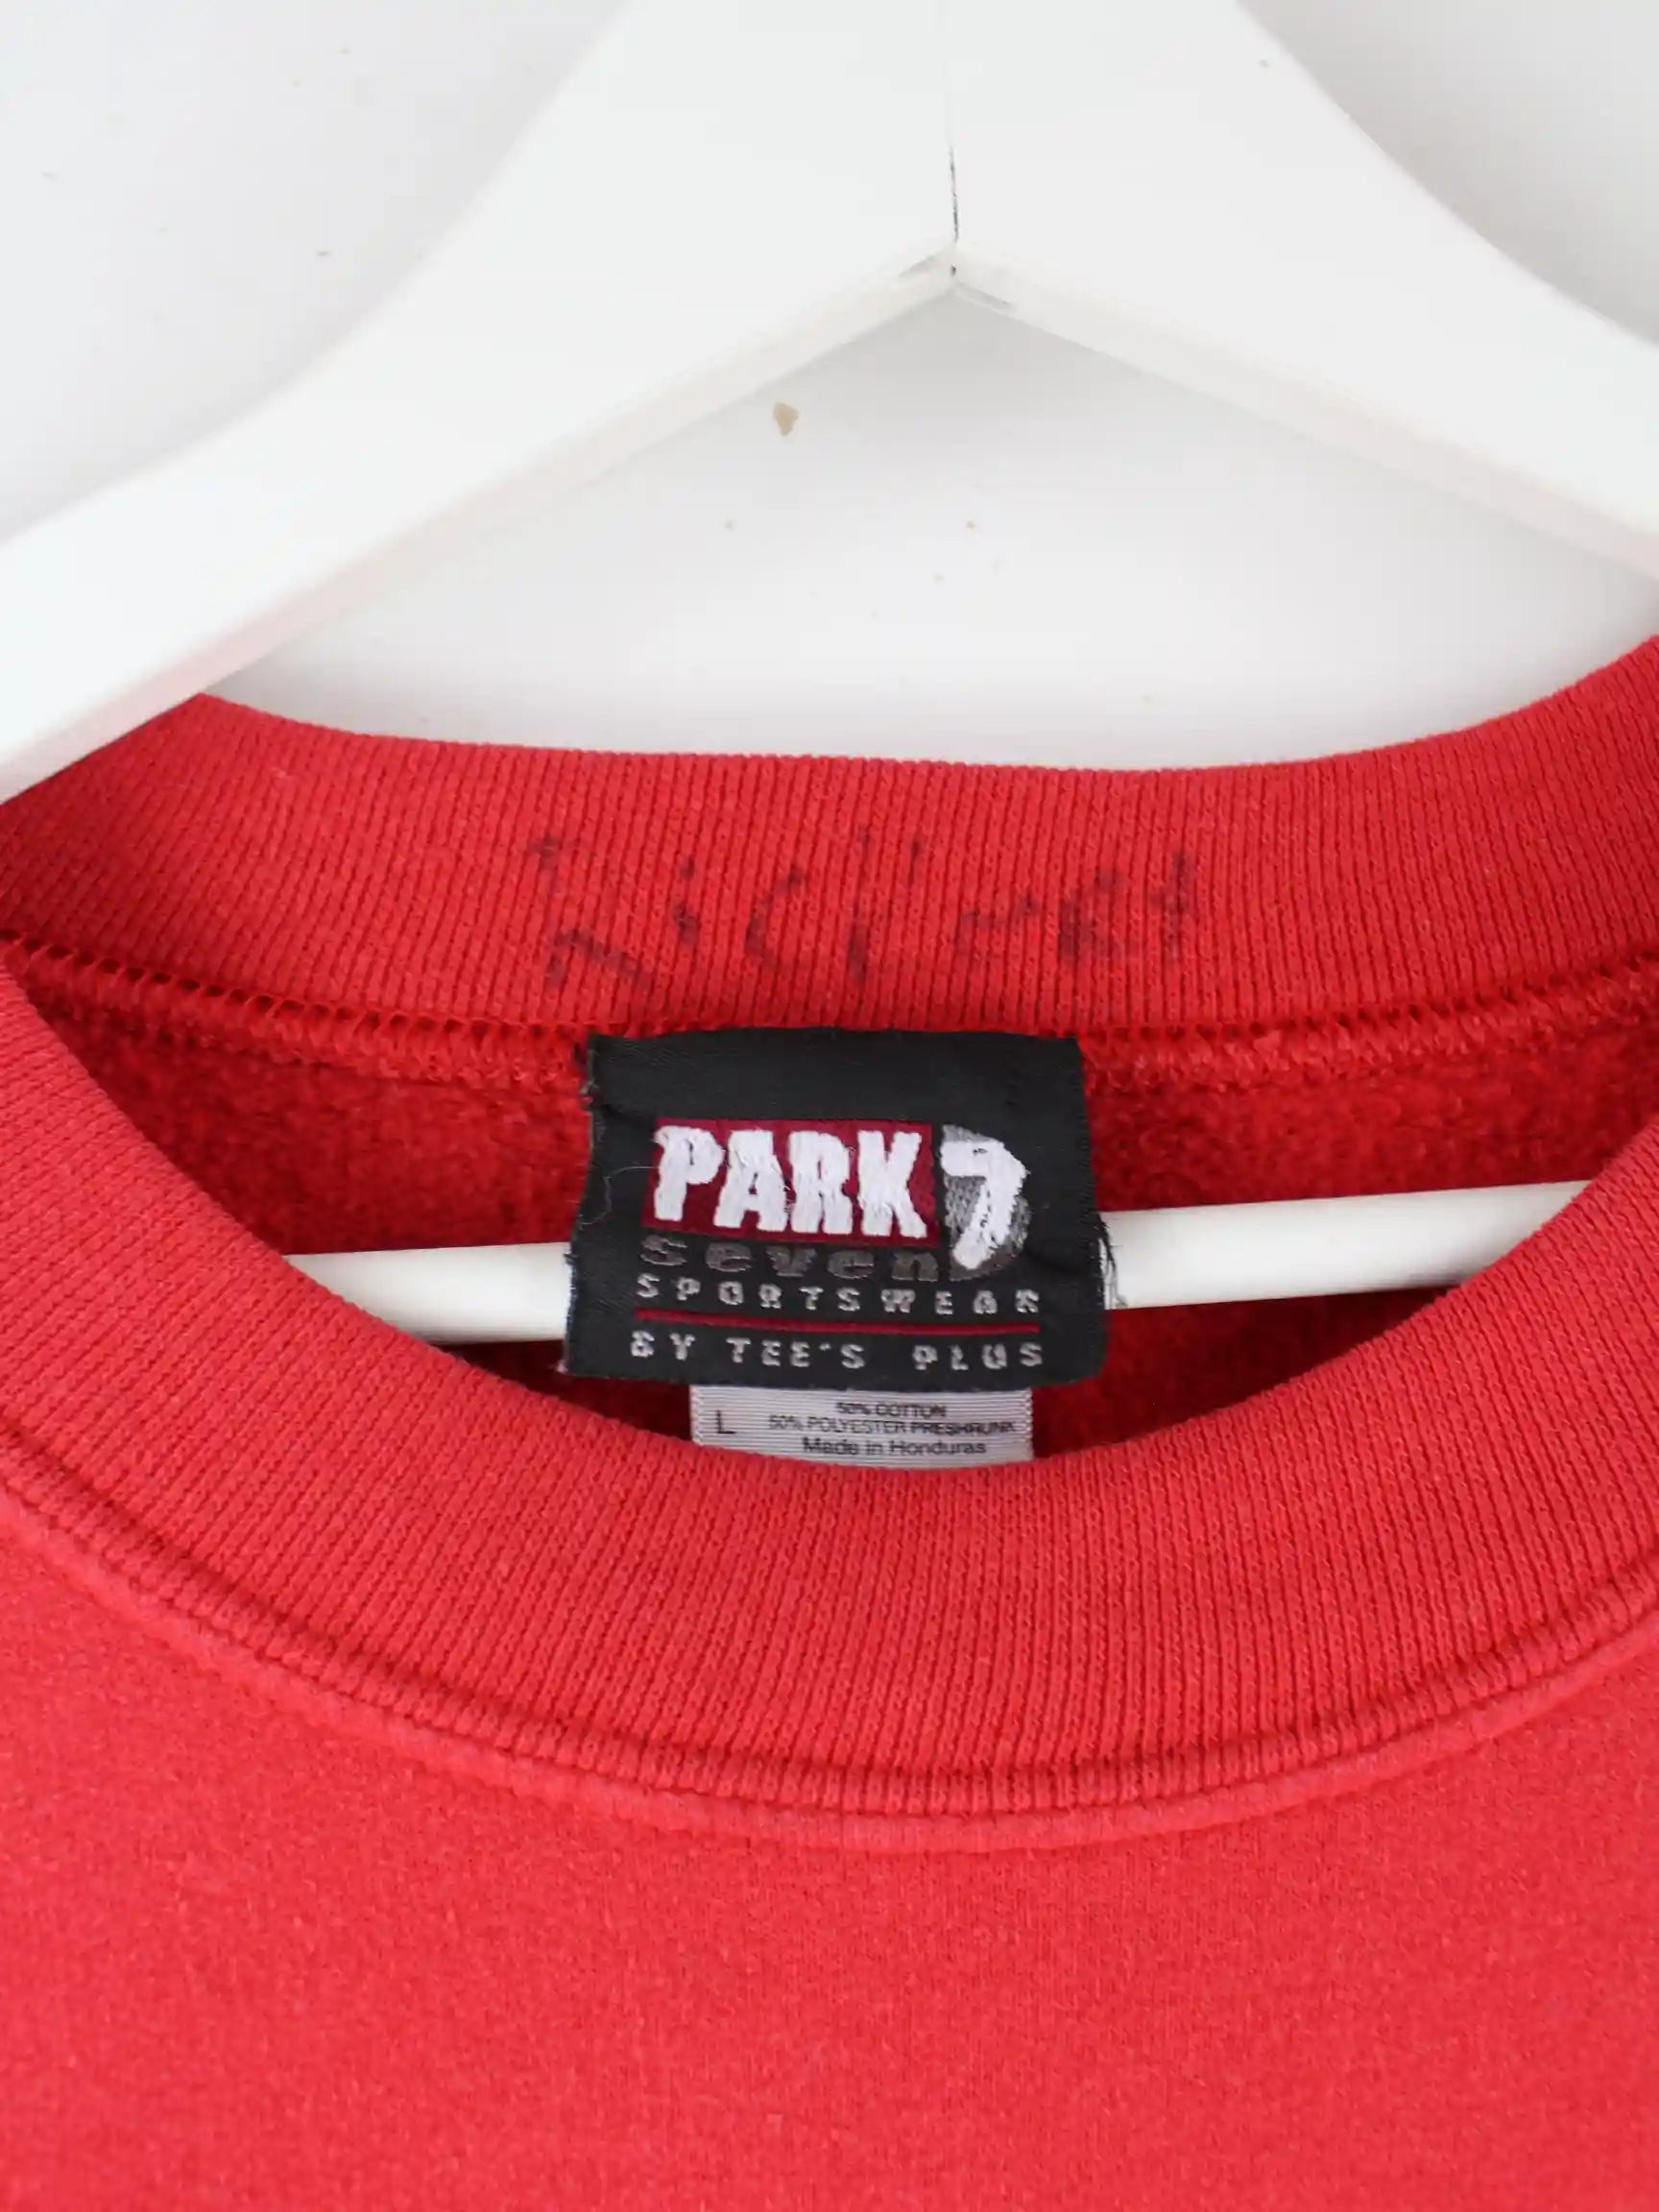 PARK 7
Seven
SPORTSWEAR
BY TEE'S PLUS
L
50% COTTON
50% POLYESTER PRESHRUNK
Made in Honduras